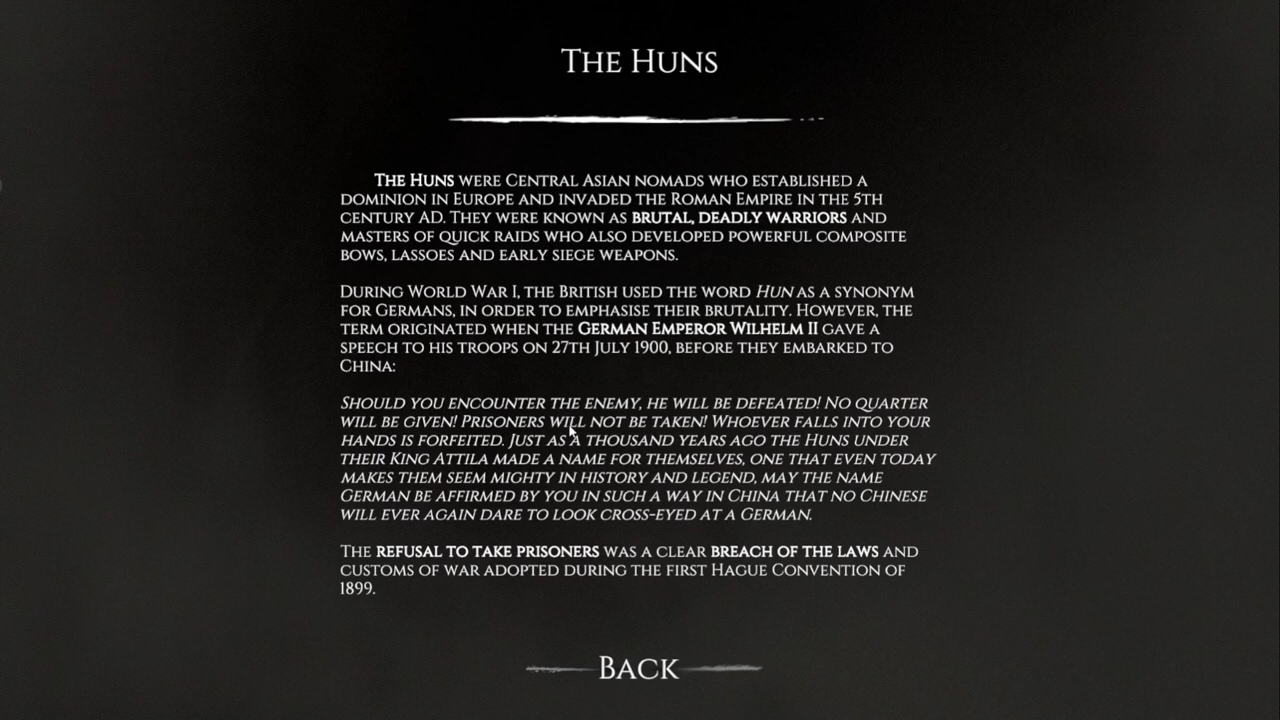 The Huns
The Huns were Central Asian nomads who established a
dominion in Europe and invaded the Roman Empire in the 5th
century AD. They were known as brutal, deadly warriors and
masters of quick raids who also developed powerful composite
bows, lassoes and early siege weapons.
During World War I, the British used the word Hun as a synonym
for Germans, in order to emphasise their brutality. However, the
term originated when the German Emperor Wilhelm II gave a
speech to his troops on 27th July 1900, before they embarked to
China:
Should you encounter the enemy, he will be defeated! No quarter
will be given! Prisoners will not be taken! Whoever falls into your
hands is forfeited. Just as a thousand years ago the Huns under
their King Attila made a name for themselves, one that even today
makes them seem mighty in history and legend, may the name
German be affirmed by you in such a way in China that no Chinese
will ever again dare to look cross-eyed at a German.
The refusal to take prisoners was a clear breach of the laws and
customs of war adopted during the first Hague Convention of
1899.
Back